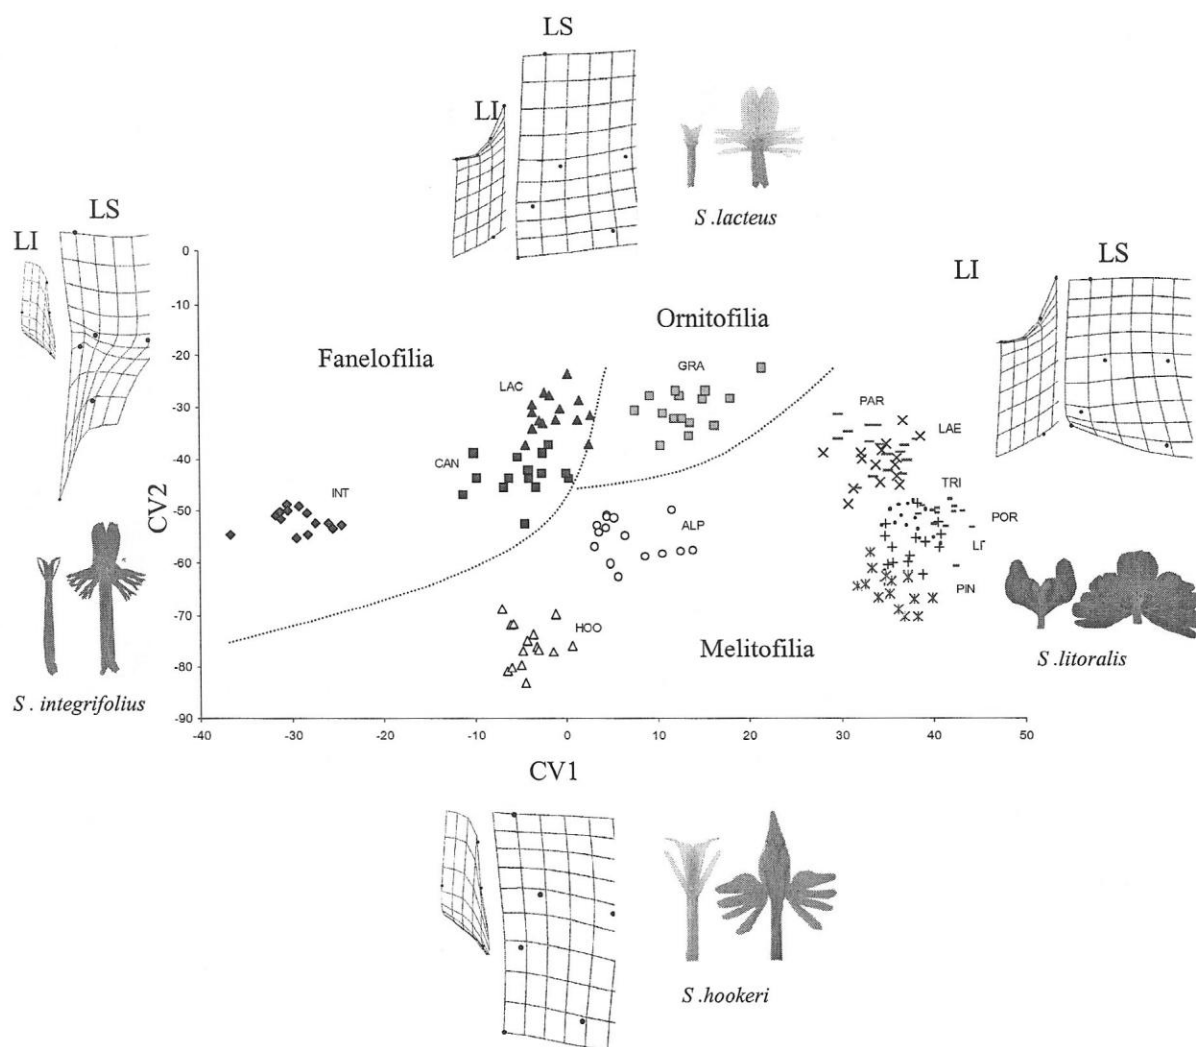 LS
LI
S .lacteus
LS
LI
LI
LS
0
-10
-20
-30
-40
-50
-60
-70
-80
-90
CV2
Fanelofilia
Ornitofilia
LAC
GRA
PAR
LAE
CAN
INT
TRI
POR
ALP
PIN
HOO
Melitofilia
S . integrifolius
S .litoralis
-40
-30
-20
-10
0
10
20
30
40
50
CV1
S .hookeri